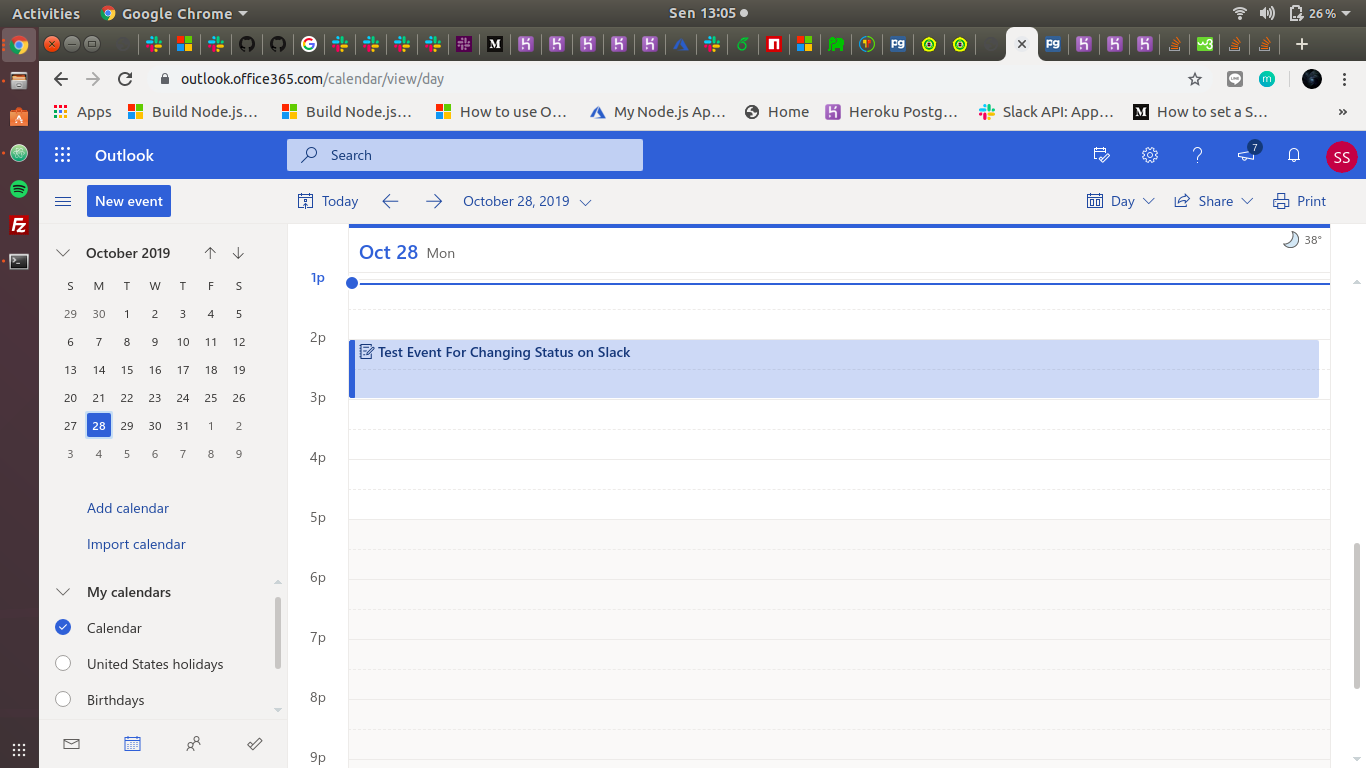 Activities Google Chrome Sen 13:05 26%
outlook.office365.com/calendar/view/day
Apps Build Node.js... Build Node.js... How to use O... My Node.js Ap... Home Heroku Postg... Slack API: App... How to set a S... »
Outlook Search 7 SS
New event Today October 28, 2019 Day Share Print
October 2019
S M T W T F S
29 30 1 2 3 4 5
6 7 8 9 10 11 12
13 14 15 16 17 18 19
20 21 22 23 24 25 26
27 28 29 30 31 1 2
3 4 5 6 7 8 9
Add calendar
Import calendar
My calendars
Calendar
United States holidays
Birthdays
Oct 28 Mon 38°
1p
2p
Test Event For Changing Status on Slack
3p
4p
5p
6p
7p
8p
9p